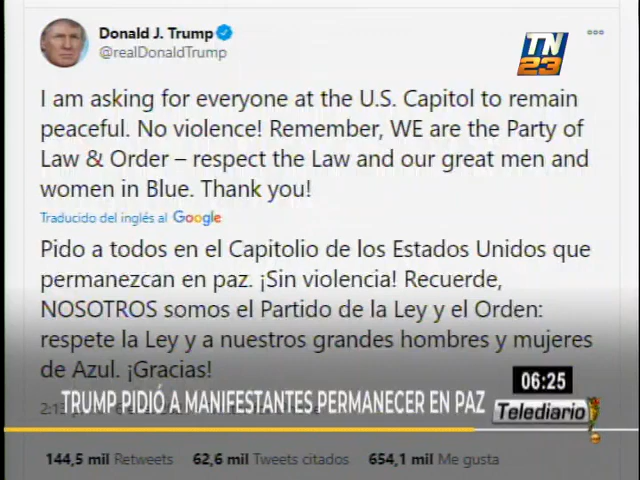 Donald J. Trump
@realDonaldTrump
TN
23
I am asking for everyone at the U.S. Capitol to remain
peaceful. No violence! Remember, WE are the Party of
Law & Order – respect the Law and our great men and
women in Blue. Thank you!
Traducido del inglés al Google
Pido a todos en el Capitolio de los Estados Unidos que
permanezcan en paz. ¡Sin violencia! Recuerde,
NOSOTROS somos el Partido de la Ley y el Orden:
respete la Ley y a nuestros grandes hombres y mujeres
de Azul. ¡Gracias!
06:25
TRUMP PIDIÓ A MANIFESTANTES PERMANECER EN PAZ
Telediario
144,5 mil Retweets 62,6 mil Tweets citados 654,1 mil Me gusta